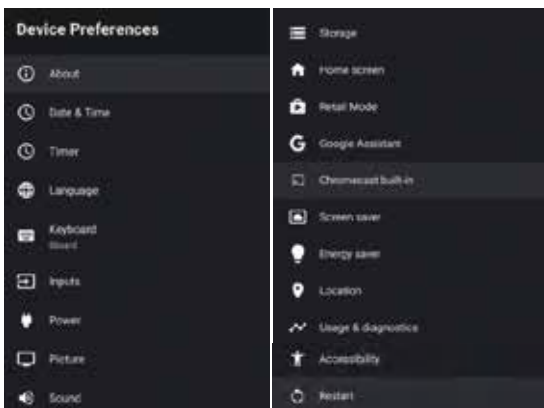 Device Preferences
About
Date & Time
Timer
Language
Keyboard
Inputs
Power
Picture
Sound
Storage
Home screen
Retail Mode
Google Assistant
Chromecast built-in
Screen saver
Energy saver
Location
Usage & diagnostics
Accessibility
Restart